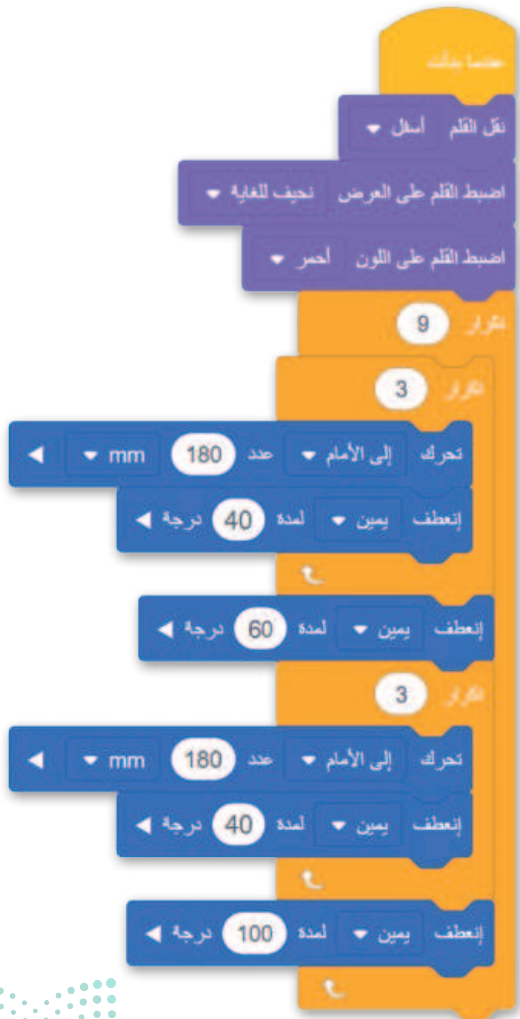 عندما بدأت
نقل القلم أسفل
اضبط القلم على العرض نحيف للغاية
اضبط القلم على اللون أحمر
تكرار 9
تكرار 3
تحرك إلى الأمام عدد 180 mm
إنعطف يمين لمدة 40 درجة
إنعطف يمين لمدة 60 درجة
تكرار 3
تحرك إلى الأمام عدد 180 mm
إنعطف يمين لمدة 40 درجة
إنعطف يمين لمدة 100 درجة